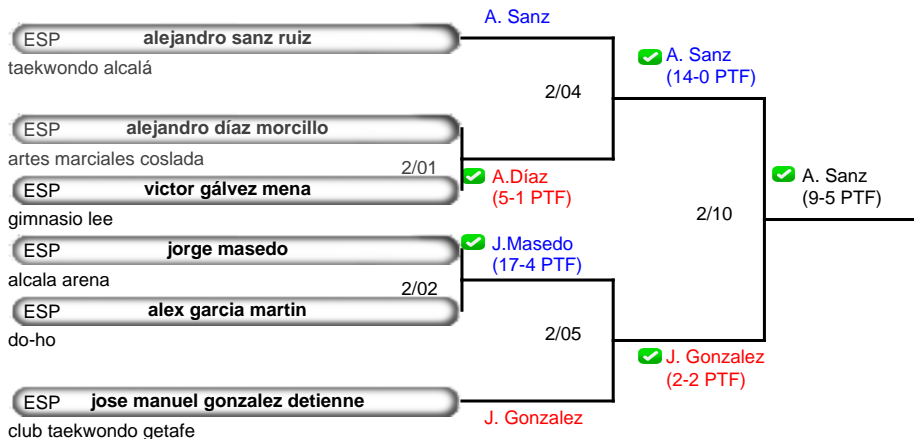 A. Sanz
ESP alejandro sanz ruiz
taekwondo alcalá
A. Sanz
(14-0 PTF)
2/04
ESP alejandro díaz morcillo
artes marciales coslada
2/01
A.Díaz
(5-1 PTF)
ESP victor gálvez mena
gimnasio lee
A. Sanz
(9-5 PTF)
2/10
ESP jorge masedo
alcala arena
J.Masedo
(17-4 PTF)
2/02
ESP alex garcia martin
do-ho
2/05
J. Gonzalez
(2-2 PTF)
ESP jose manuel gonzalez detienne
club taekwondo getafe
J. Gonzalez